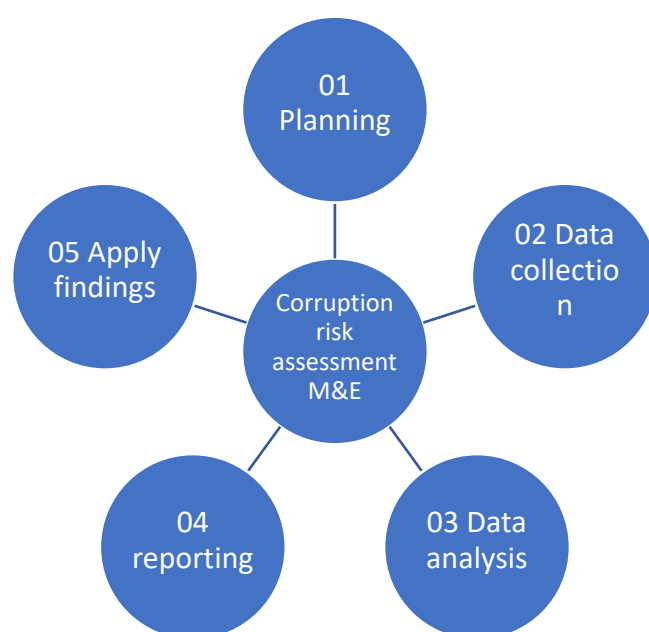 01
Planning
02 Data
collectio
n
03 Data
analysis
04
reporting
05 Apply
findings
Corruption
risk
assessment
M&E